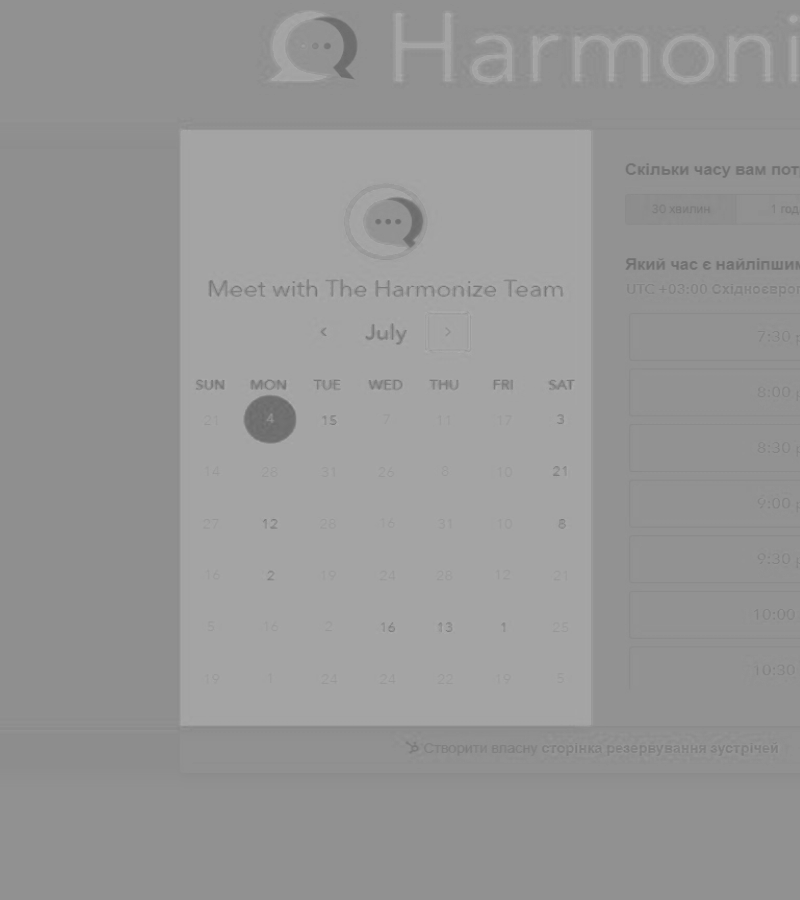 Harmoni
Meet with The Harmonize Team
July
SUN MON TUE WED THU FRI SAT
21 4 15 7 11 17 3
14 28 31 26 8 10 21
27 12 28 16 31 10 8
16 2 19 24 28 12 21
5 16 2 16 13 1 25
19 1 24 24 22 19 5
Скільки часу вам пот
30 хвилин 1 год
Який час є найліпшим
UTC +03:00 Східноєвроп
7:30 p
8:00 p
8:30 p
9:00 p
9:30 p
10:00
10:30
Створити власну сторінка резервування зустрічей